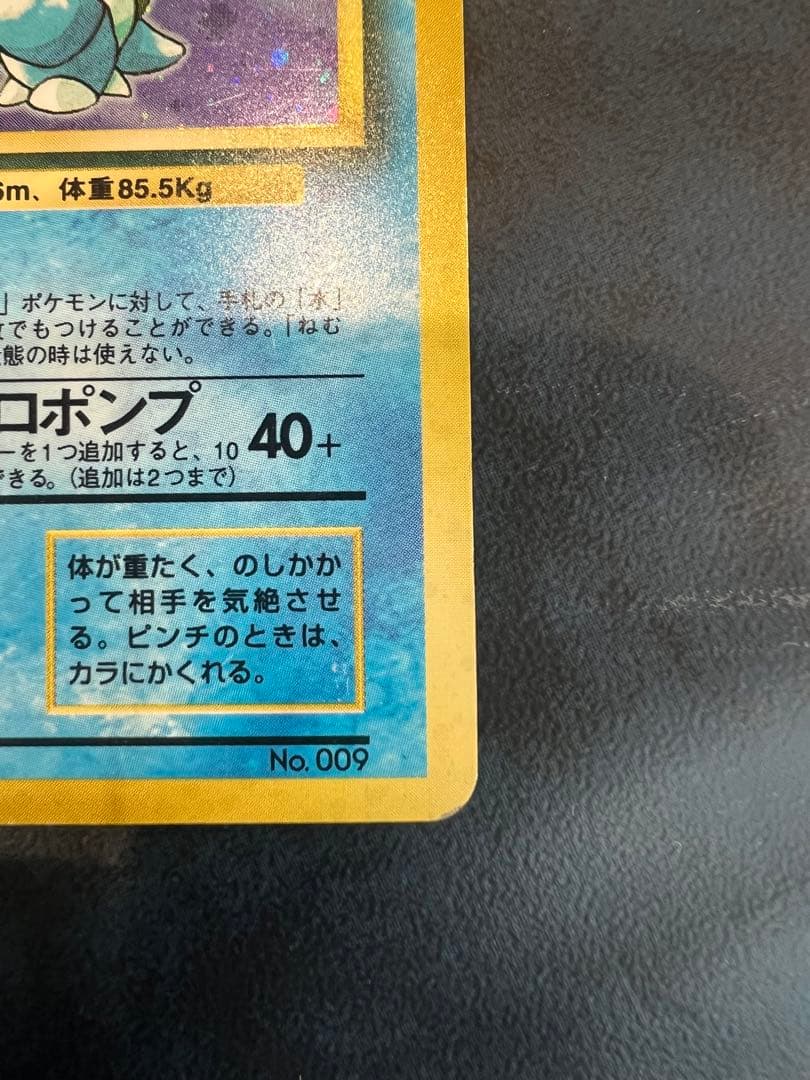 6m、体重85.5Kg
」ポケモンに対して、手札の「水」
でもつけることができる。「ねむ
態の時は使えない。
ロポンプ 40+
ーを1つ追加すると、10
できる。(追加は2つまで)
体が重たく、のしかか
って相手を気絶させ
る。ピンチのときは、
カラにかくれる。
No. 009